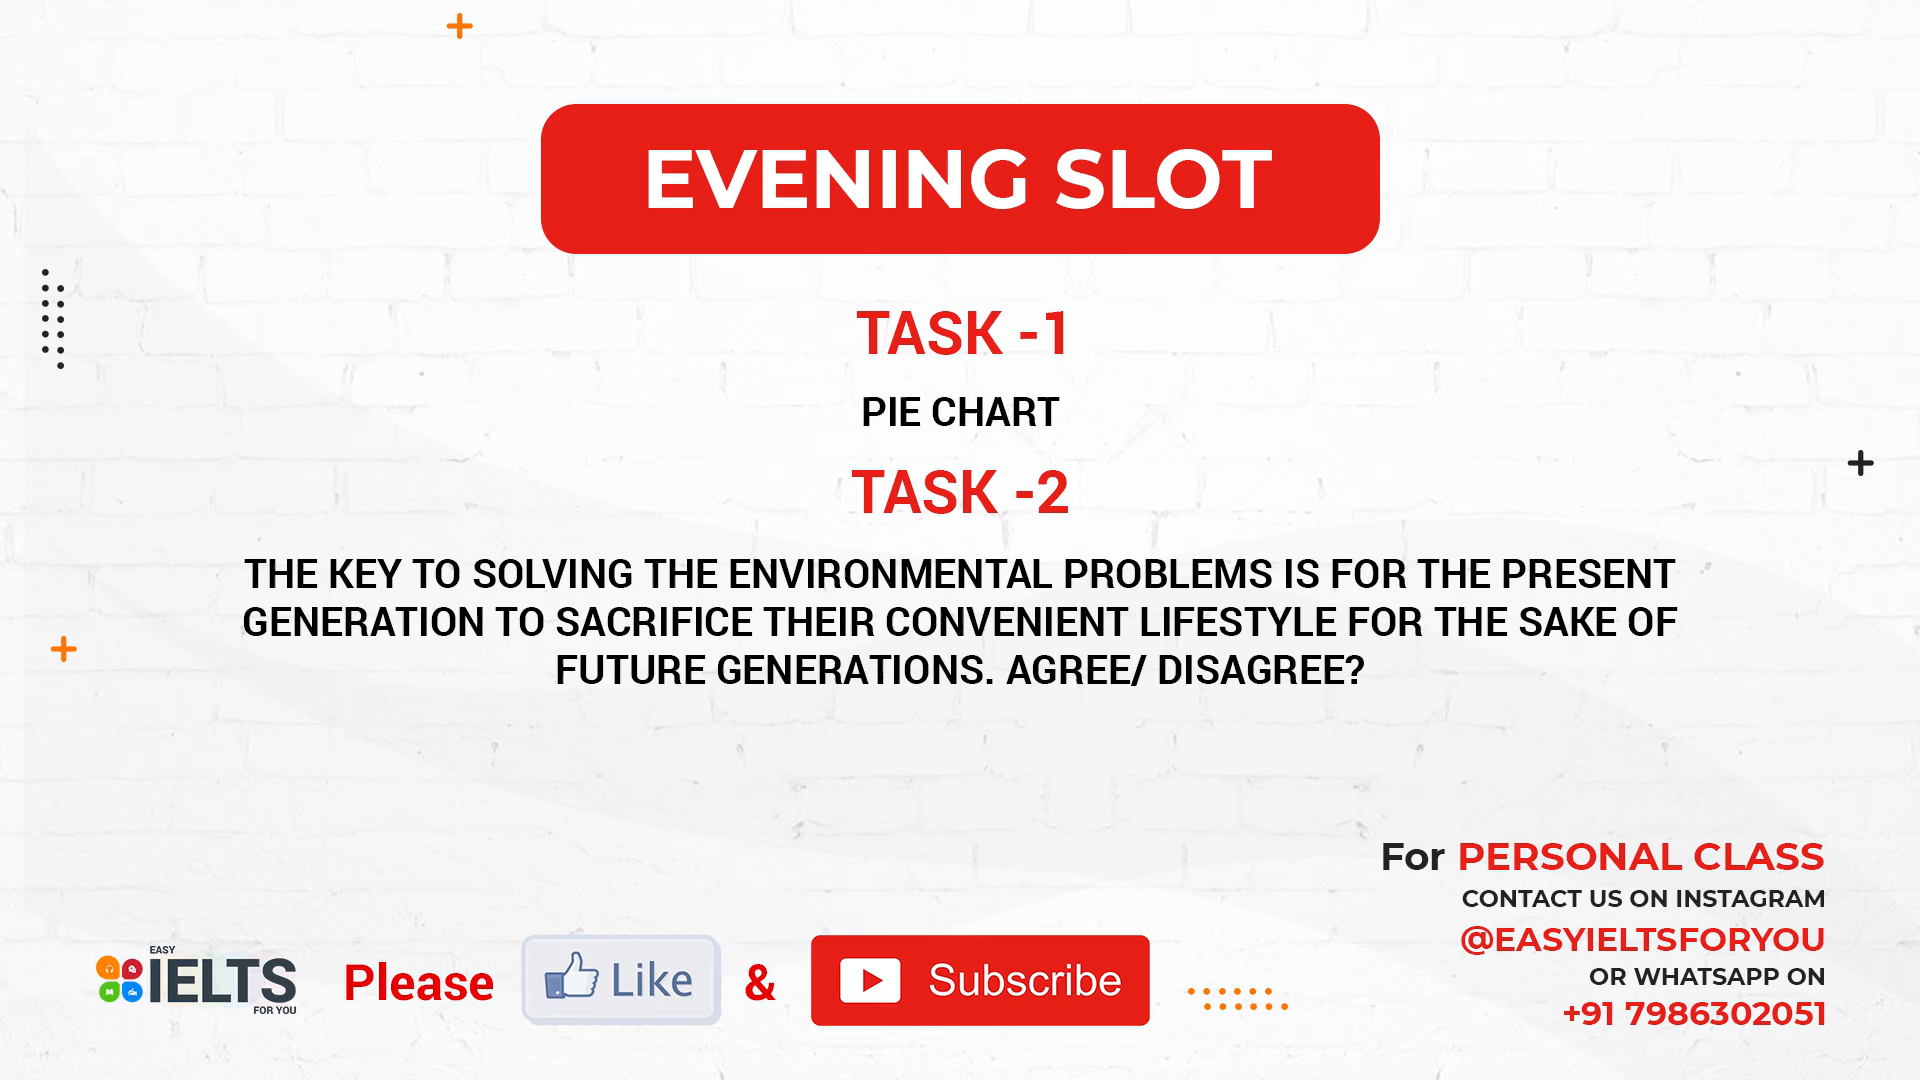 EVENING SLOT
TASK -1
PIE CHART
TASK -2
THE KEY TO SOLVING THE ENVIRONMENTAL PROBLEMS IS FOR THE PRESENT
GENERATION TO SACRIFICE THEIR CONVENIENT LIFESTYLE FOR THE SAKE OF
FUTURE GENERATIONS. AGREE/ DISAGREE?
EASY
IELTS
FOR YOU
Please Like & Subscribe
For PERSONAL CLASS
CONTACT US ON INSTAGRAM
@EASYIELTSFORYOU
OR WHATSAPP ON
+91 7986302051